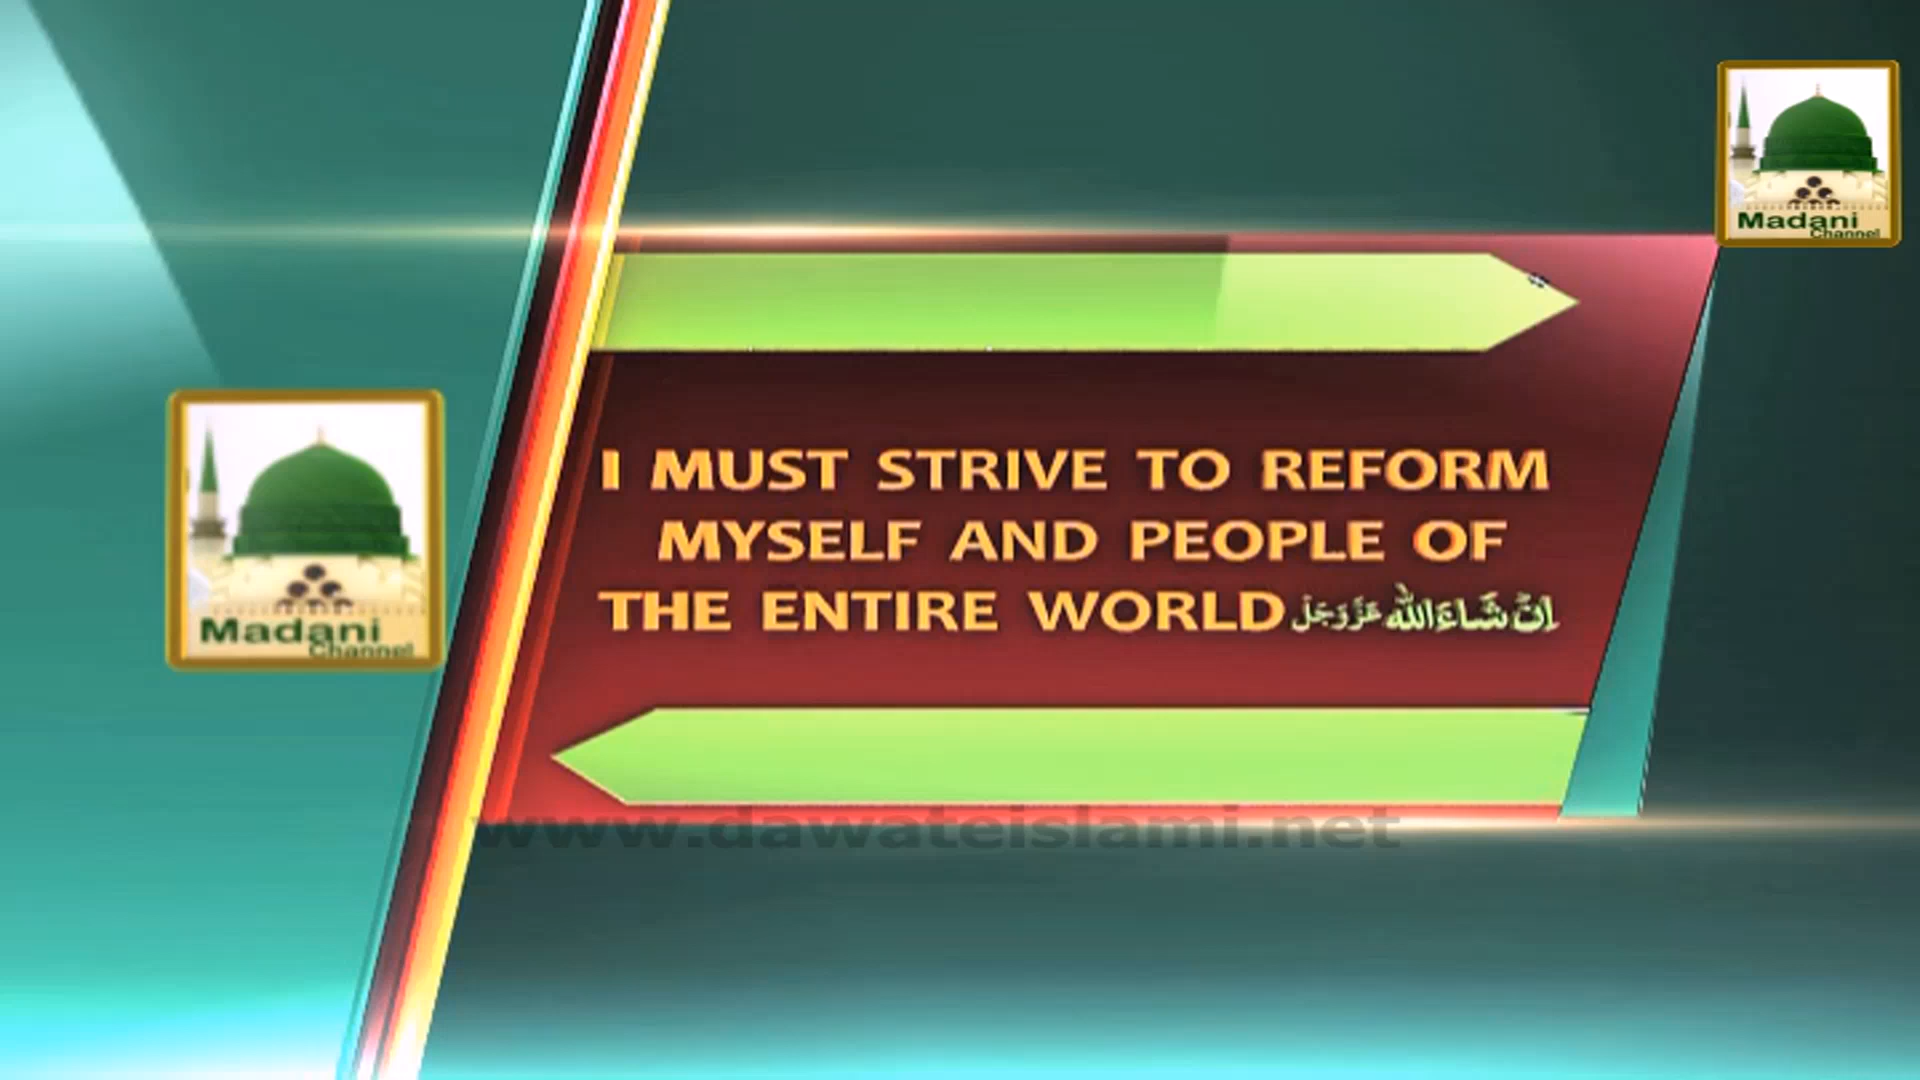 Madani
Channel
I MUST STRIVE TO REFORM
MYSELF AND PEOPLE OF
THE ENTIRE WORLD اِنْ شَآءَ اللّٰه عَزَّوَجَلَّ
Madani
Channel
www.dawateislami.net